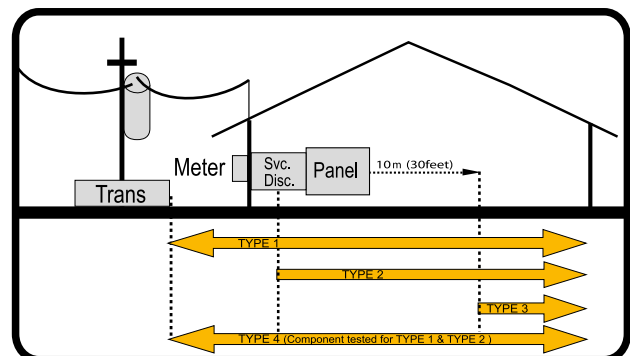 Trans
Meter
Svc.
Disc.
Panel
10m (30feet)
TYPE 1
TYPE 2
TYPE 3
TYPE 4 (Component tested for TYPE 1 & TYPE 2 )